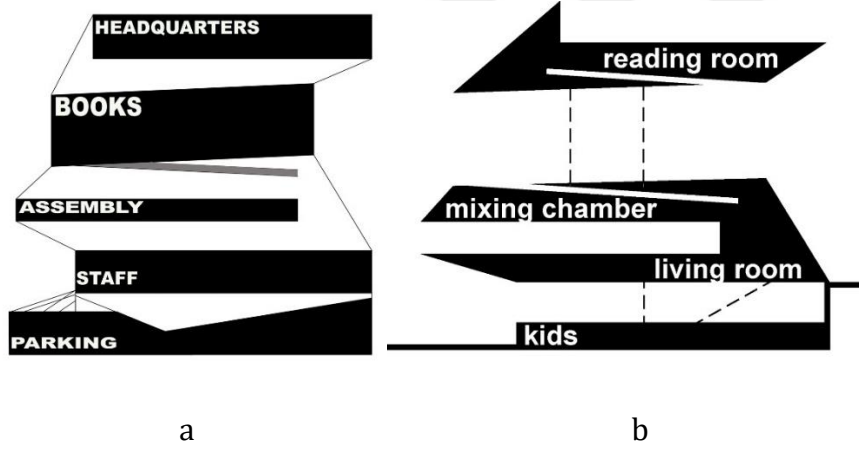 HEADQUARTERS
BOOKS
ASSEMBLY
STAFF
PARKING
a
reading room
mixing chamber
living room
kids
b